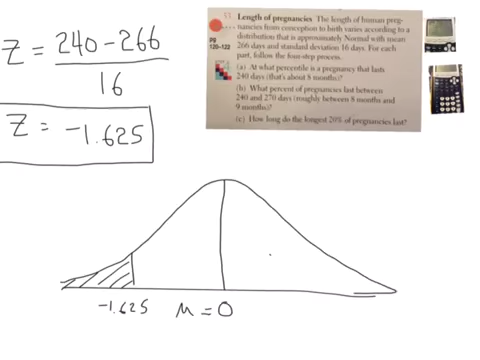 Z = 240 - 266
16
Z = -1.625
53 Length of pregnancies The length of human preg-
nancies from conception to birth varies according to a
distribution that is approximately Normal with mean
266 days and standard deviation 16 days. For each
part, follow the four-step process.
pg
120-123
(a) At what percentile is a pregnancy that lasts
240 days (that's about 8 months)?
(b) What percent of pregnancies last between
240 and 270 days (roughly between 8 months and
9 months)?
(c) How long do the longest 20% of pregnancies last?
-1.625 μ = 0